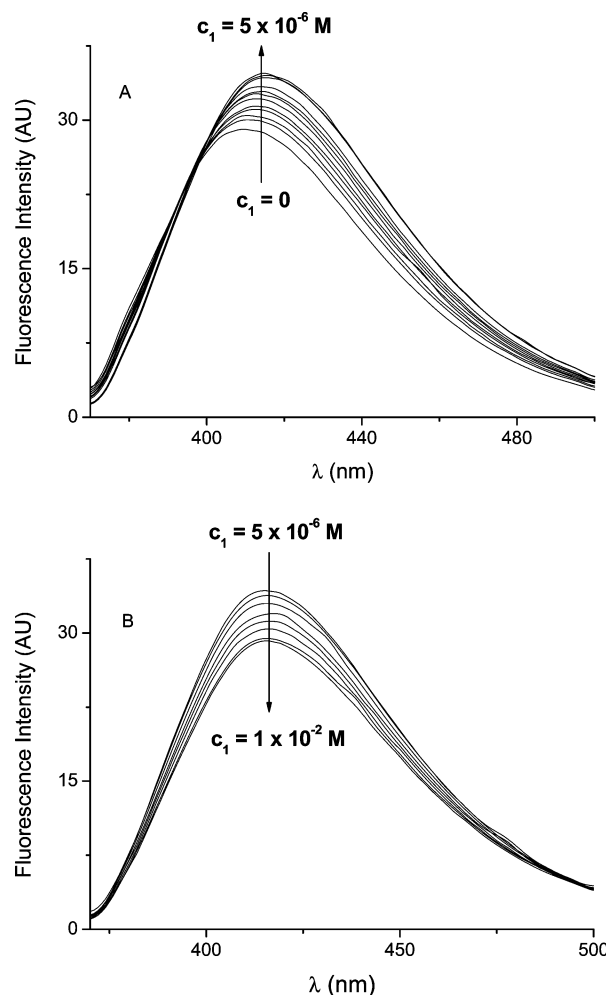 c₁ = 5 x 10⁻⁶ M
A
Fluorescence Intensity (AU)
30
15
0
c₁ = 0
400
440
480
λ (nm)
c₁ = 5 x 10⁻⁶ M
B
Fluorescence Intensity (AU)
30
15
0
c₁ = 1 x 10⁻² M
400
450
500
λ (nm)